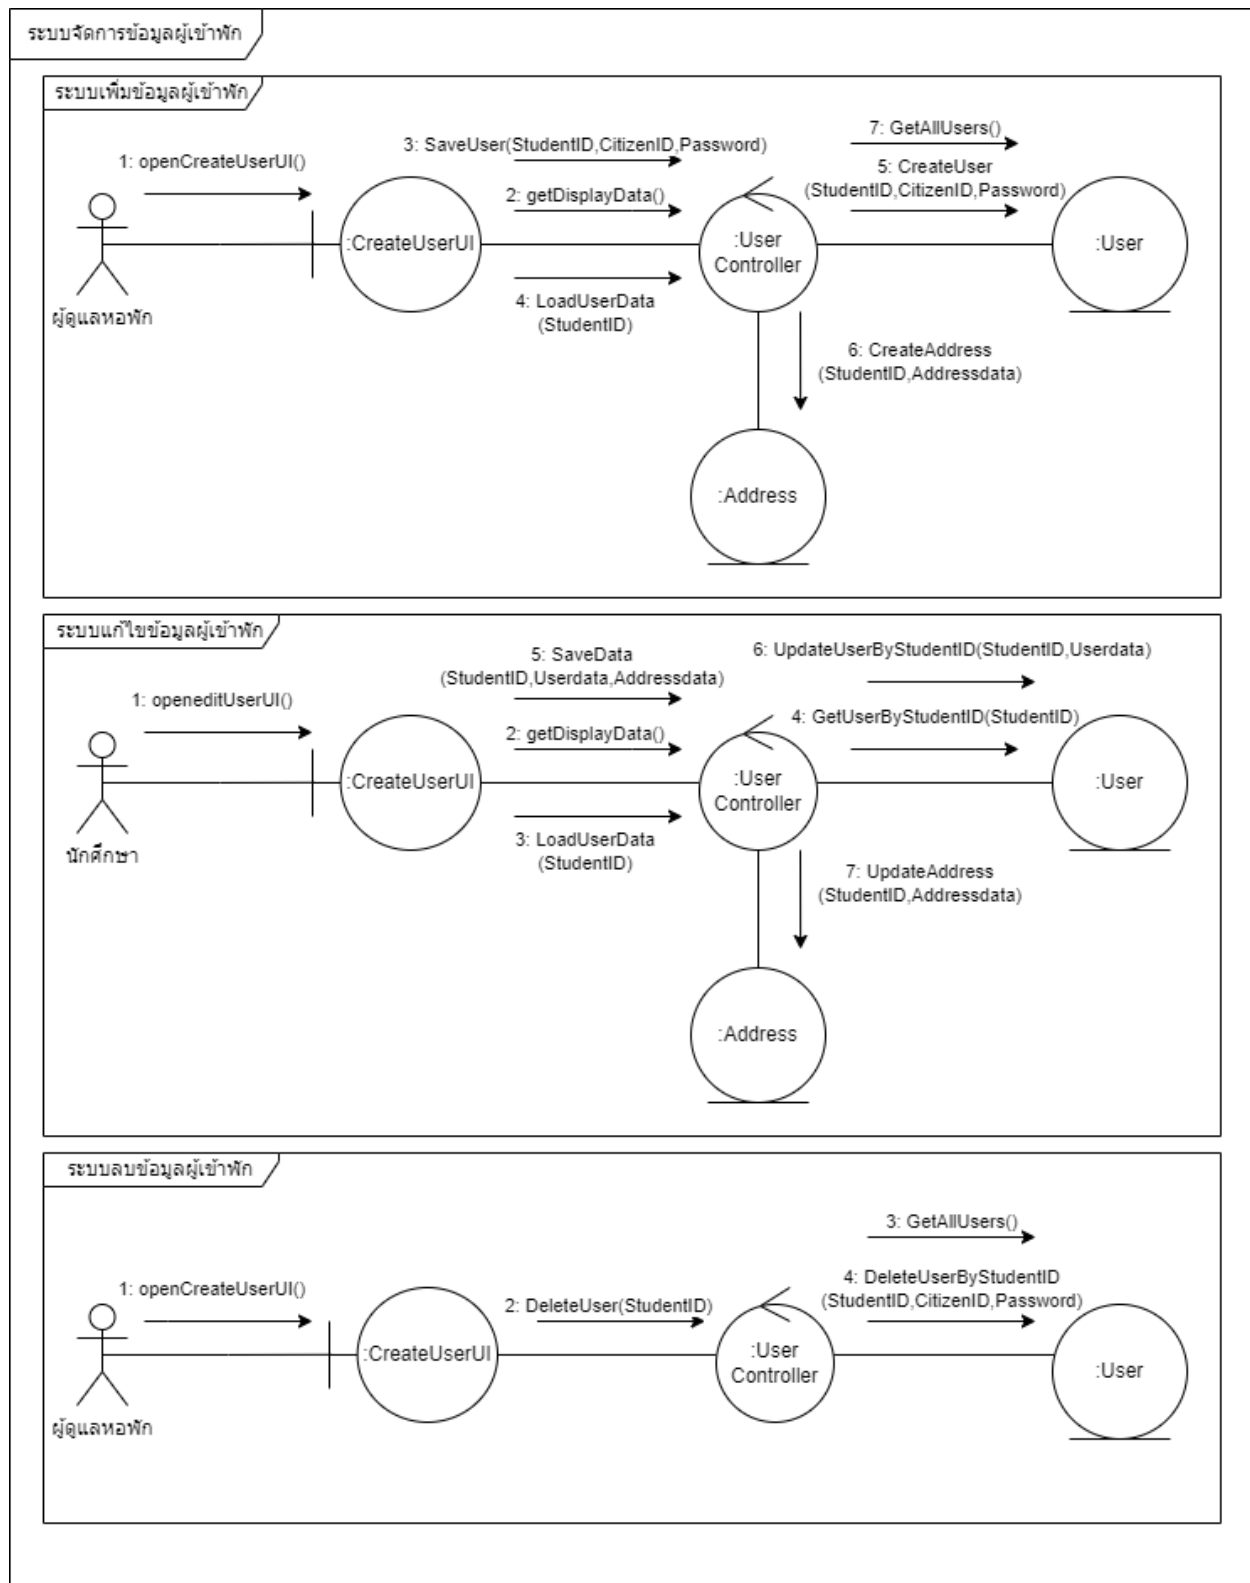 ระบบจัดการข้อมูลผู้เข้าพัก
ระบบเพิ่มข้อมูลผู้เข้าพัก
7: GetAllUsers()
3: SaveUser(StudentID,CitizenID,Password)
1: openCreateUserUI()
5: CreateUser
(StudentID,CitizenID,Password)
2: getDisplayData()
:CreateUserUI
:User
Controller
:User
4: LoadUserData
(StudentID)
ผู้ดูแลหอพัก
6: CreateAddress
(StudentID,Addressdata)
:Address
ระบบแก้ไขข้อมูลผู้เข้าพัก
5: SaveData
(StudentID,Userdata,Addressdata)
6: UpdateUserByStudentID(StudentID,Userdata)
1: openeditUserUI()
4: GetUserByStudentID(StudentID)
2: getDisplayData()
:CreateUserUI
:User
Controller
:User
3: LoadUserData
(StudentID)
นักศึกษา
7: UpdateAddress
(StudentID,Addressdata)
:Address
ระบบลบข้อมูลผู้เข้าพัก
3: GetAllUsers()
1: openCreateUserUI()
4: DeleteUserByStudentID
(StudentID,CitizenID,Password)
2: DeleteUser(StudentID)
:CreateUserUI
:User
Controller
:User
ผู้ดูแลหอพัก